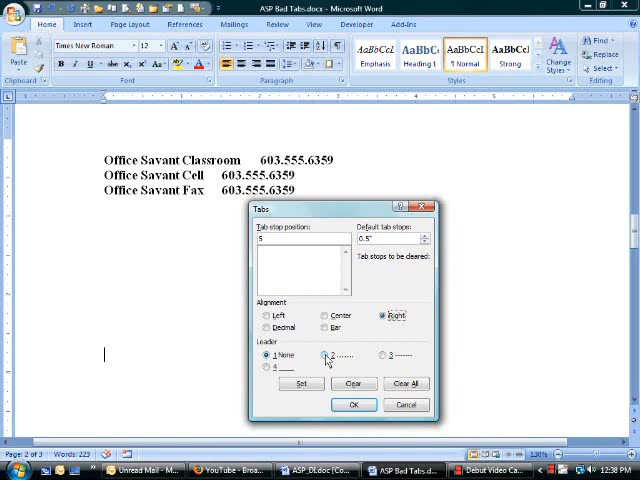 ASP Bad Tabs.docx - Microsoft Word
Home Insert Page Layout References Mailings Review View Developer Add-Ins
Paste
Times New Roman 12
AaBbCcI AaBbC AaBbCcI AaBbC
Emphasis Heading 1 ¶ Normal Strong
Change Styles
Find
Replace
Select
Clipboard Font Paragraph Styles Editing
Office Savant Classroom 603.555.6359
Office Savant Cell 603.555.6359
Office Savant Fax 603.555.6359
Tabs
Tab stop position: Default tab stops:
5 0.5"
Tab stops to be cleared:
Alignment
Left Center Right
Decimal Bar
Leader
1 None 2 ....... 3 -------
4 ____
Set Clear Clear All
OK Cancel
Page: 2 of 3 Words: 223 130%
Unread Mail - M... YouTube - Broa... ASP_DI.doc [Co... ASP Bad Tabs.d... Debut Video Ca... 12:38 PM